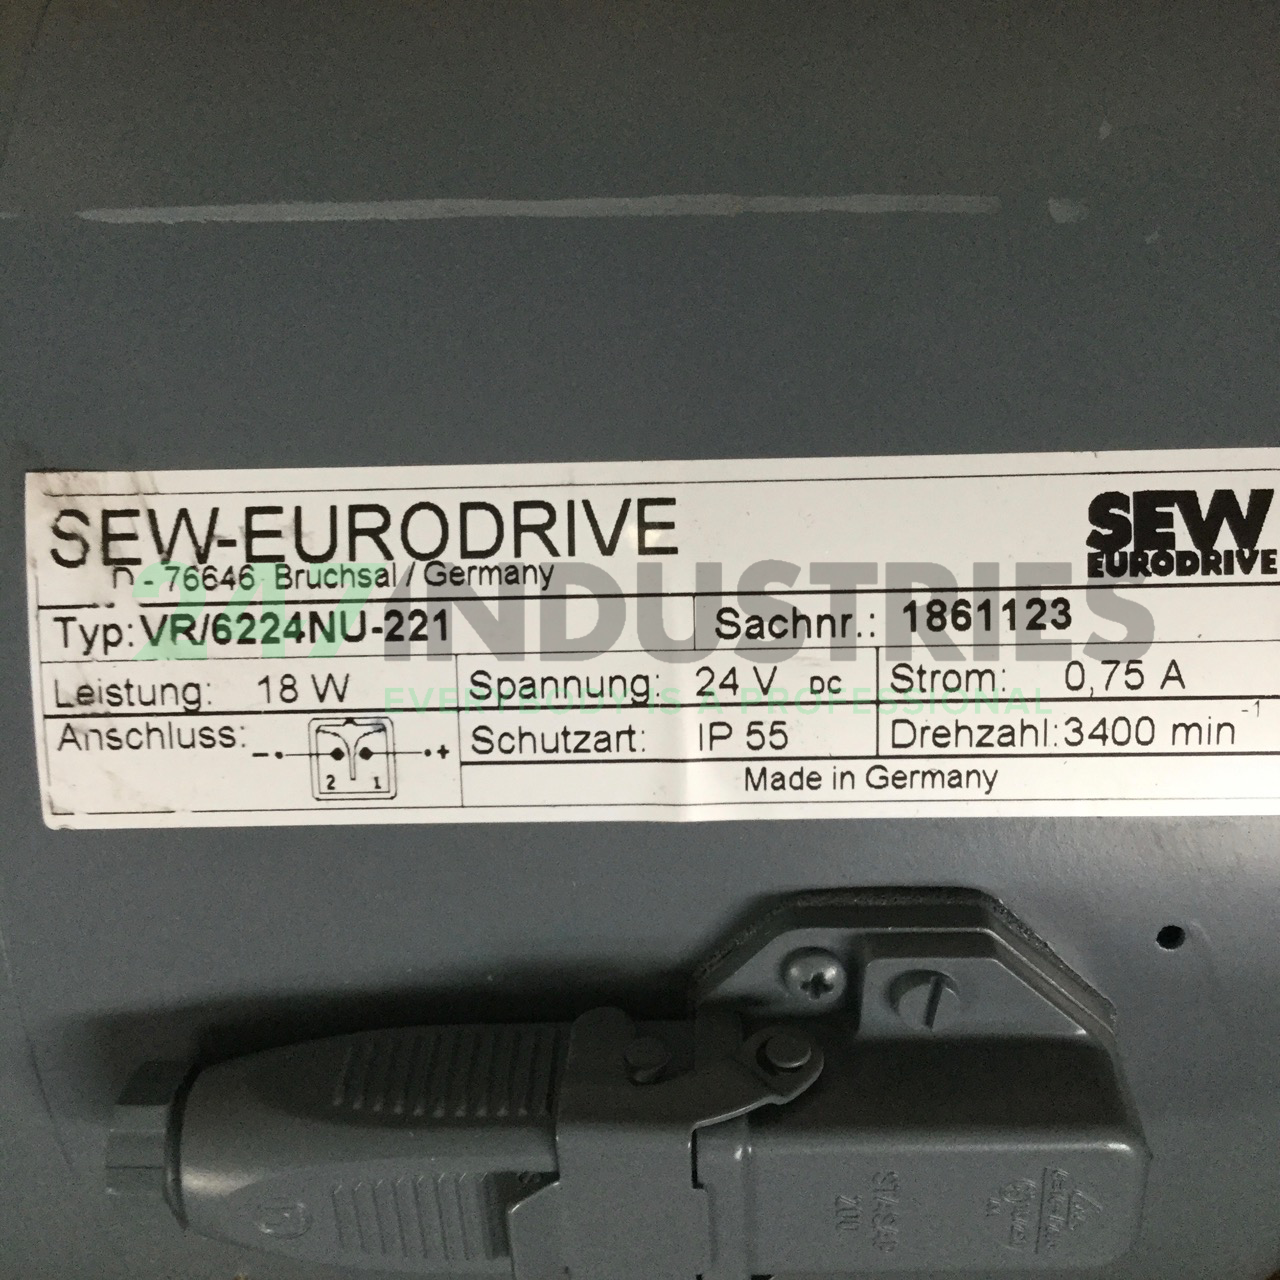 SEW-EURODRIVE
D - 76646 Bruchsal / Germany
SEW
EURODRIVE
247 INDUSTRIES
EVERYBODY IS A PROFESSIONAL
Typ: VR/6224NU-221 Sachnr.: 1861123
Leistung: 18 W Spannung: 24 V DC Strom: 0,75 A
Anschluss: - + Schutzart: IP 55 Drehzahl: 3400 min-1
2 1
Made in Germany